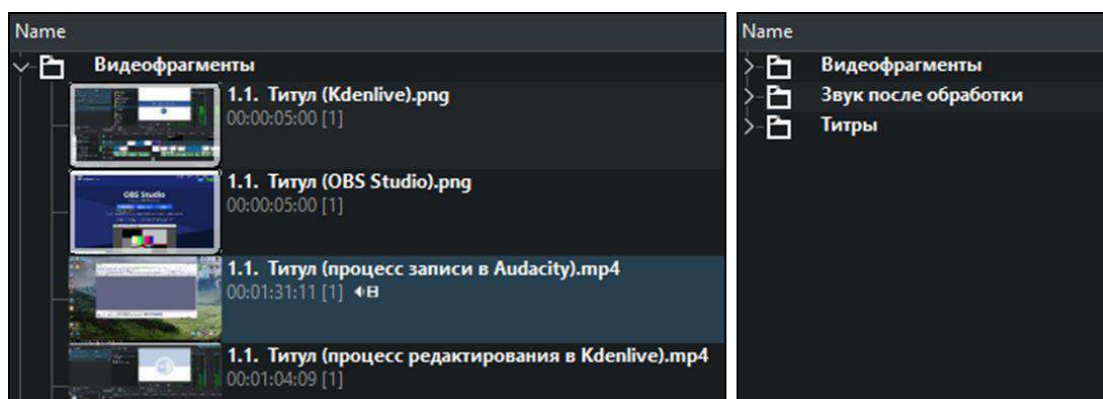 Name
Видеофрагменты
1.1. Титул (Kdenlive).png
00:00:05:00 [1]
OBS Studio
1.1. Титул (OBS Studio).png
00:00:05:00 [1]
1.1. Титул (процесс записи в Audacity).mp4
00:01:31:11 [1]
1.1. Титул (процесс редактирования в Kdenlive).mp4
00:01:04:09 [1]
Name
Видеофрагменты
Звук после обработки
Титры